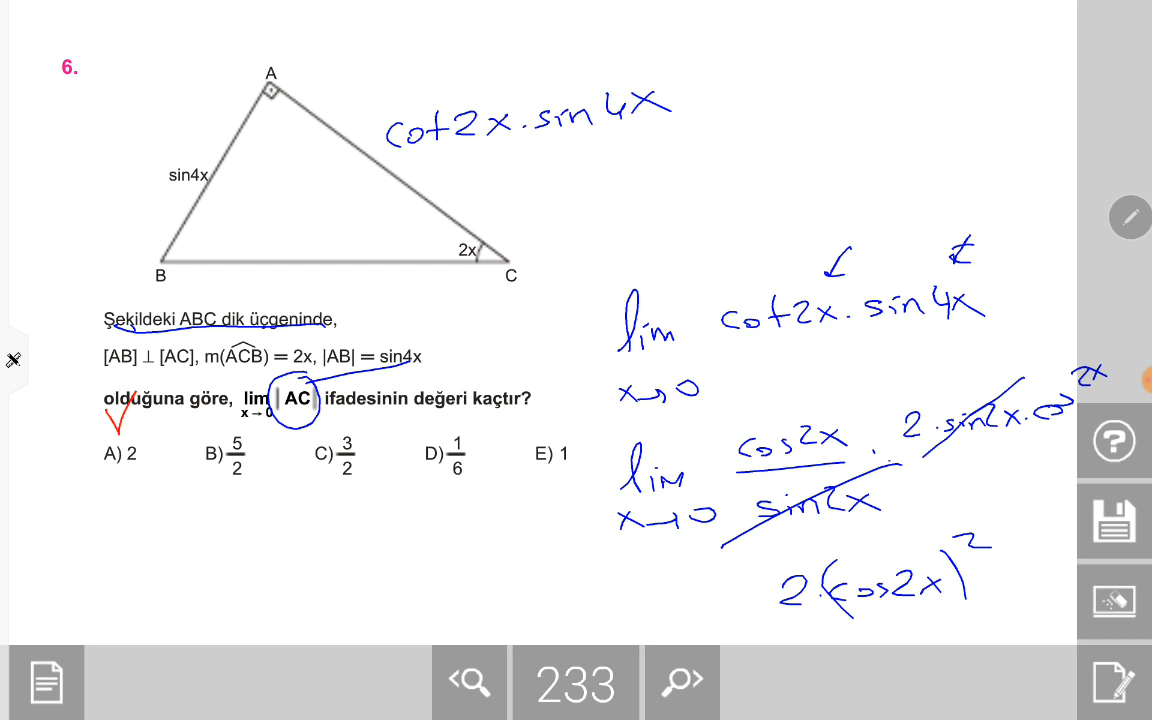 6.
A
cot2x.sin4x
sin4x
2x
B
C
Şekildeki ABC dik üçgeninde,
[AB] ⊥ [AC], m(ACB) = 2x, |AB| = sin4x
olduğuna göre, lim |AC| ifadesinin değeri kaçtır?
x→0
A) 2 B) 5/2 C) 3/2 D) 1/6 E) 1
lim cot2x. sin4x
x→0
lim cos2x/sin2x . 2.sin2x.cos2x
x→0
2.(cos2x)²
233
?